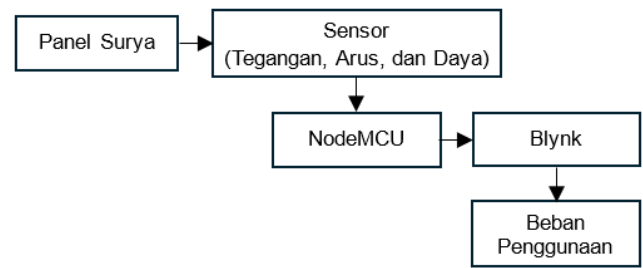 Panel Surya
Sensor
(Tegangan, Arus, dan Daya)
NodeMCU
Blynk
Beban
Penggunaan